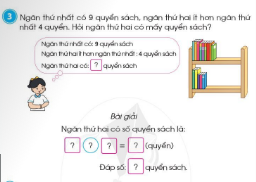 3 Ngăn thứ nhất có 9 quyển sách, ngăn thứ hai ít hơn ngăn thứ
nhất 4 quyển. Hỏi ngăn thứ hai có mấy quyển sách?
Ngăn thứ nhất có: 9 quyển sách
Ngăn thứ hai ít hơn ngăn thứ nhất: 4 quyển sách
Ngăn thứ hai có: ? quyển sách
Bài giải
Ngăn thứ hai có số quyển sách là:
? ? ? = ? (quyển)
Đáp số: ? quyển sách.